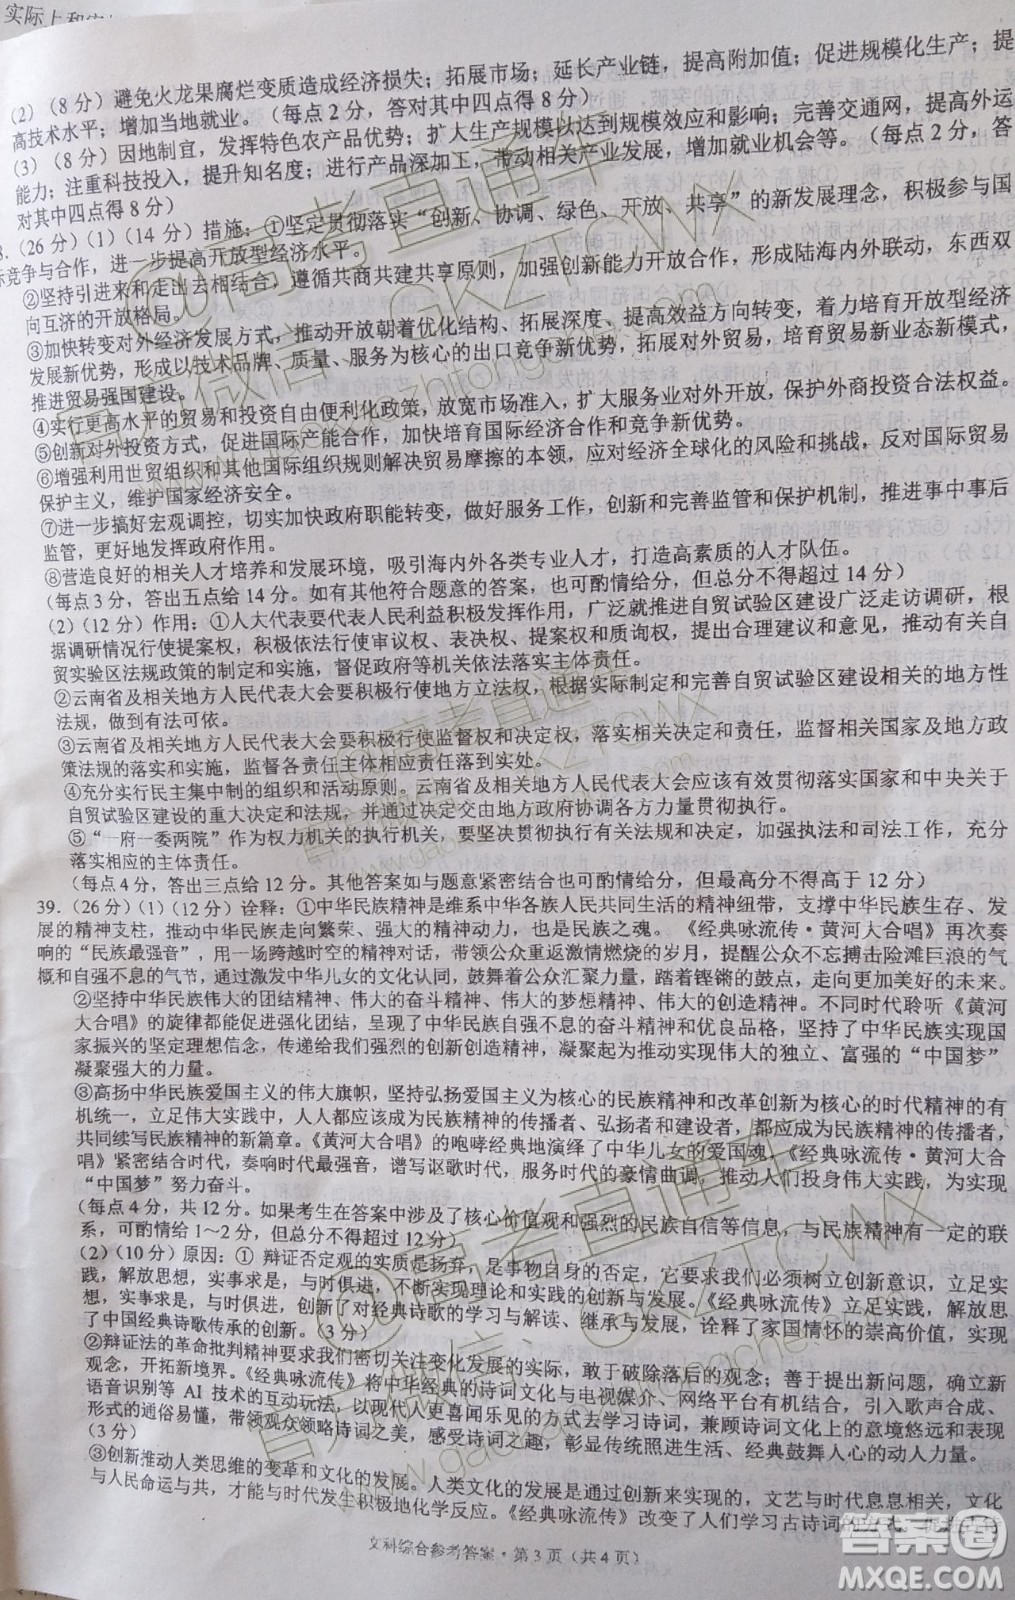 实际上和
(2)（8分）避免火龙果腐烂变质造成经济损失；拓展市场；延长产业链，提高附加值；促进规模化生产；提
高技术水平；增加当地就业。（每点2分，答对其中四点得8分）
(3)（8分）因地制宜，发挥特色农产品优势；扩大生产规模以达到规模效应和影响；完善交通网，提高外运
能力；注重科技投入，提升知名度；进行产品深加工，带动相关产业发展，增加就业机会等。（每点2分，答
对其中四点得8分）
8.（26分）(1)（14分）措施：①坚定贯彻落实“创新、协调、绿色、开放、共享”的新发展理念，积极参与国
际竞争与合作，进一步提高开放型经济水平。
②坚持引进来和走出去相结合，遵循共商共建共享原则，加强创新能力开放合作，形成陆海内外联动，东西双
向互济的开放格局。
③加快转变对外经济发展方式，推动开放朝着优化结构、拓展深度、提高效益方向转变，着力培育开放型经济
发展新优势，形成以技术品牌、质量、服务为核心的出口竞争新优势，拓展对外贸易，培育贸易新业态新模式，
推进贸易强国建设。
④实行更高水平的贸易和投资自由便利化政策，放宽市场准入，扩大服务业对外开放，保护外商投资合法权益。
⑤创新对外投资方式，促进国际产能合作，加快培育国际经济合作和竞争新优势。
⑥增强利用世贸组织和其他国际组织规则解决贸易摩擦的本领，应对经济全球化的风险和挑战，反对国际贸易
保护主义，维护国家经济安全。
⑦进一步搞好宏观调控，切实加快政府职能转变，做好服务工作，创新和完善监管和保护机制，推进事中事后
监管，更好地发挥政府作用。
⑧营造良好的相关人才培养和发展环境，吸引海内外各类专业人才，打造高素质的人才队伍。
（每点3分，答出五点给14分。如有其他符合题意的答案，也可酌情给分，但总分不得超过14分）
(2)（12分）作用：①人大代表要代表人民利益积极发挥作用，广泛就推进自贸试验区建设广泛走访调研，根
据调研情况行使提案权，积极依法行使审议权、表决权、提案权和质询权，提出合理建议和意见，推动有关自
贸实验区法规政策的制定和实施，督促政府等机关依法落实主体责任。
②云南省及相关地方人民代表大会要积极行使地方立法权，根据实际制定和完善自贸试验区建设相关的地方性
法规，做到有法可依。
③云南省及相关地方人民代表大会要积极行使监督权和决定权，落实相关决定和责任，监督相关国家及地方政
策法规的落实和实施，监督各责任主体相应责任落到实处。
④充分实行民主集中制的组织和活动原则。云南省及相关地方人民代表大会应该有效贯彻落实国家和中央关于
自贸试验区建设的重大决定和法规，并通过决定交由地方政府协调各方力量贯彻执行。
⑤“一府一委两院”作为权力机关的执行机关，要坚决贯彻执行有关法规和决定，加强执法和司法工作，充分
落实相应的主体责任。
（每点4分，答出三点给12分。其他答案如与题意紧密结合也可酌情给分，但最高分不得高于12分）
39.（26分）(1)（12分）诠释：①中华民族精神是维系中华各族人民共同生活的精神纽带，支撑中华民族生存、发
展的精神支柱，推动中华民族走向繁荣、强大的精神动力，也是民族之魂。《经典咏流传·黄河大合唱》再次奏
响的“民族最强音”，用一场跨越时空的精神对话，带领公众重返激情燃烧的岁月，提醒公众不忘搏击险滩巨浪的气
概和自强不息的气节，通过激发中华儿女的文化认同，鼓舞着公众汇聚力量，踏着铿锵的鼓点，走向更加美好的未来。
②坚持中华民族伟大的团结精神、伟大的奋斗精神、伟大的梦想精神、伟大的创造精神。不同时代聆听《黄河
大合唱》的旋律都能促进强化团结，呈现了中华民族自强不息的奋斗精神和优良品格，坚持了中华民族实现国
家振兴的坚定理想信念，传递给我们强烈的创新创造精神，凝聚起为推动实现伟大的独立、富强的“中国梦”
凝聚强大的力量。
③高扬中华民族爱国主义的伟大旗帜，坚持弘扬爱国主义为核心的民族精神和改革创新为核心的时代精神的有
机统一，立足伟大实践中，人人都应该成为民族精神的传播者、弘扬者和建设者，都应该成为民族精神的传播者，
共同续写民族精神的新篇章。《黄河大合唱》的咆哮经典地演绎了中华儿女的爱国魂，《经典咏流传·黄河大合
唱》紧密结合时代，奏响时代最强音，谱写讴歌时代，服务时代的豪情曲调，推动人们投身伟大实践，为实现
“中国梦”努力奋斗。
（每点4分，共12分。如果考生在答案中涉及了核心价值观和强烈的民族自信等信息，与民族精神有一定的联
系，可酌情给1～2分，但总分不得超过12分）
(2)（10分）原因：① 辩证否定观的实质是扬弃，是事物自身的否定，它要求我们必须树立创新意识，立足实
践，解放思想，实事求是，与时俱进，不断实现理论和实践的创新与发展。《经典咏流传》立足实践，解放思
想，实事求是，与时俱进，创新了对经典诗歌的学习与解读、继承与发展，诠释了家国情怀的崇高价值，实现
了中国经典诗歌传承的创新。（3分）
②辩证法的革命批判精神要求我们密切关注变化发展的实际，敢于破除落后的观念；善于提出新问题，确立新
观念，开拓新境界。《经典咏流传》将中华经典的诗词文化与电视媒介、网络平台有机结合，引入歌声合成、
语音识别等 AI 技术的互动玩法，以现代人更喜闻乐见的方式去学习诗词，兼顾诗词文化上的意境悠远和表现
形式的通俗易懂，带领观众领略诗词之美，感受诗词之趣，彰显传统照进生活、经典鼓舞人心的动人力量。
（3分）
③创新推动人类思维的变革和文化的发展。人类文化的发展是通过创新来实现的，文艺与时代息息相关，文化
与人民命运与共，才能与时代发生积极地化学反应。《经典咏流传》改变了人们学习古诗词的
文科综合参考答案·第3页（共4页）
@高考直通车
官方微信：GKZTCWX
www.gaozhiongche.com
答案圈
MXQE.COM